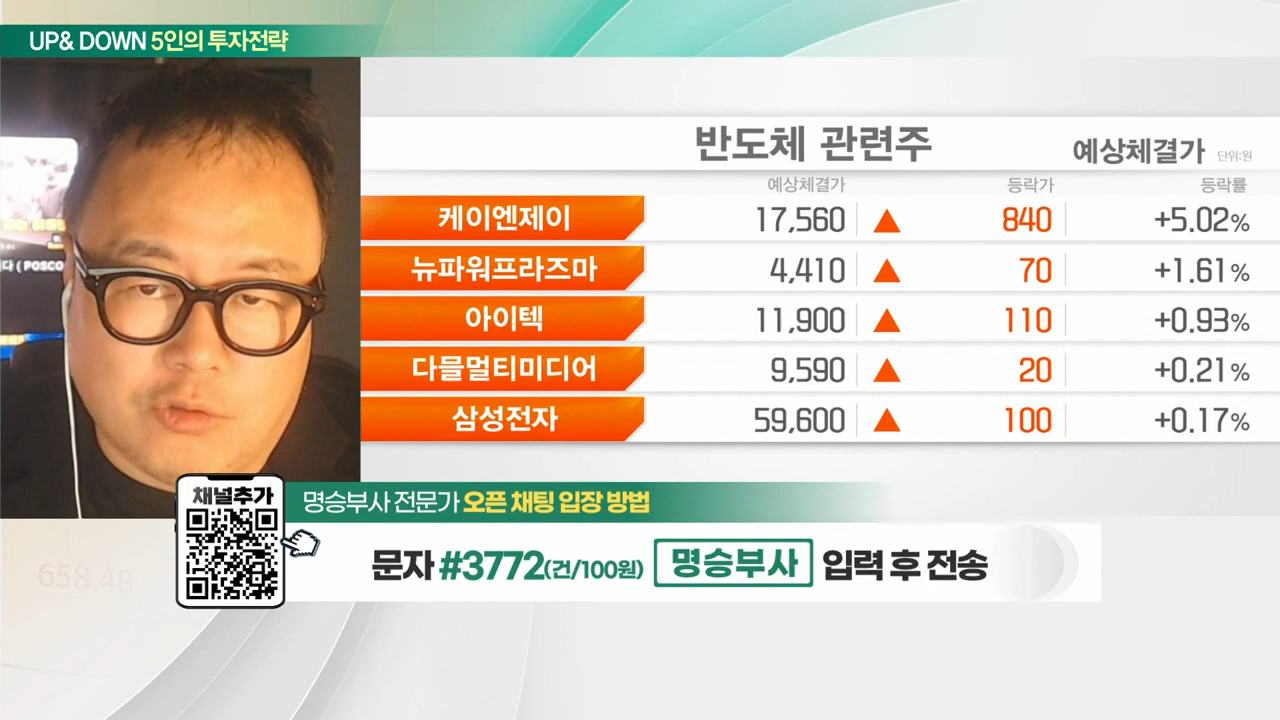 UP& DOWN 5인의 투자전략
반도체 관련주 예상체결가 단위:원
예상체결가 등락가 등락률
케이엔제이 17,560 ▲ 840 +5.02%
뉴파워프라즈마 4,410 ▲ 70 +1.61%
아이텍 11,900 ▲ 110 +0.93%
다믈멀티미디어 9,590 ▲ 20 +0.21%
삼성전자 59,600 ▲ 100 +0.17%
( POSCO
채널추가
명승부사 전문가 오픈 채팅 입장 방법
문자 #3772(건/100원) 명승부사 입력 후 전송
658.48